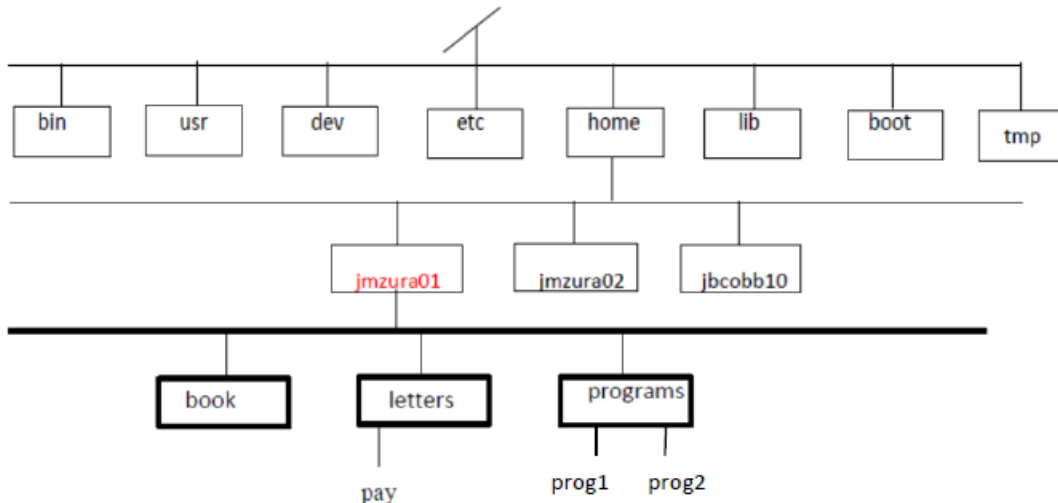 /
bin usr dev etc home lib boot tmp
jmzura01 jmzura02 jbcobb10
book letters programs
pay prog1 prog2